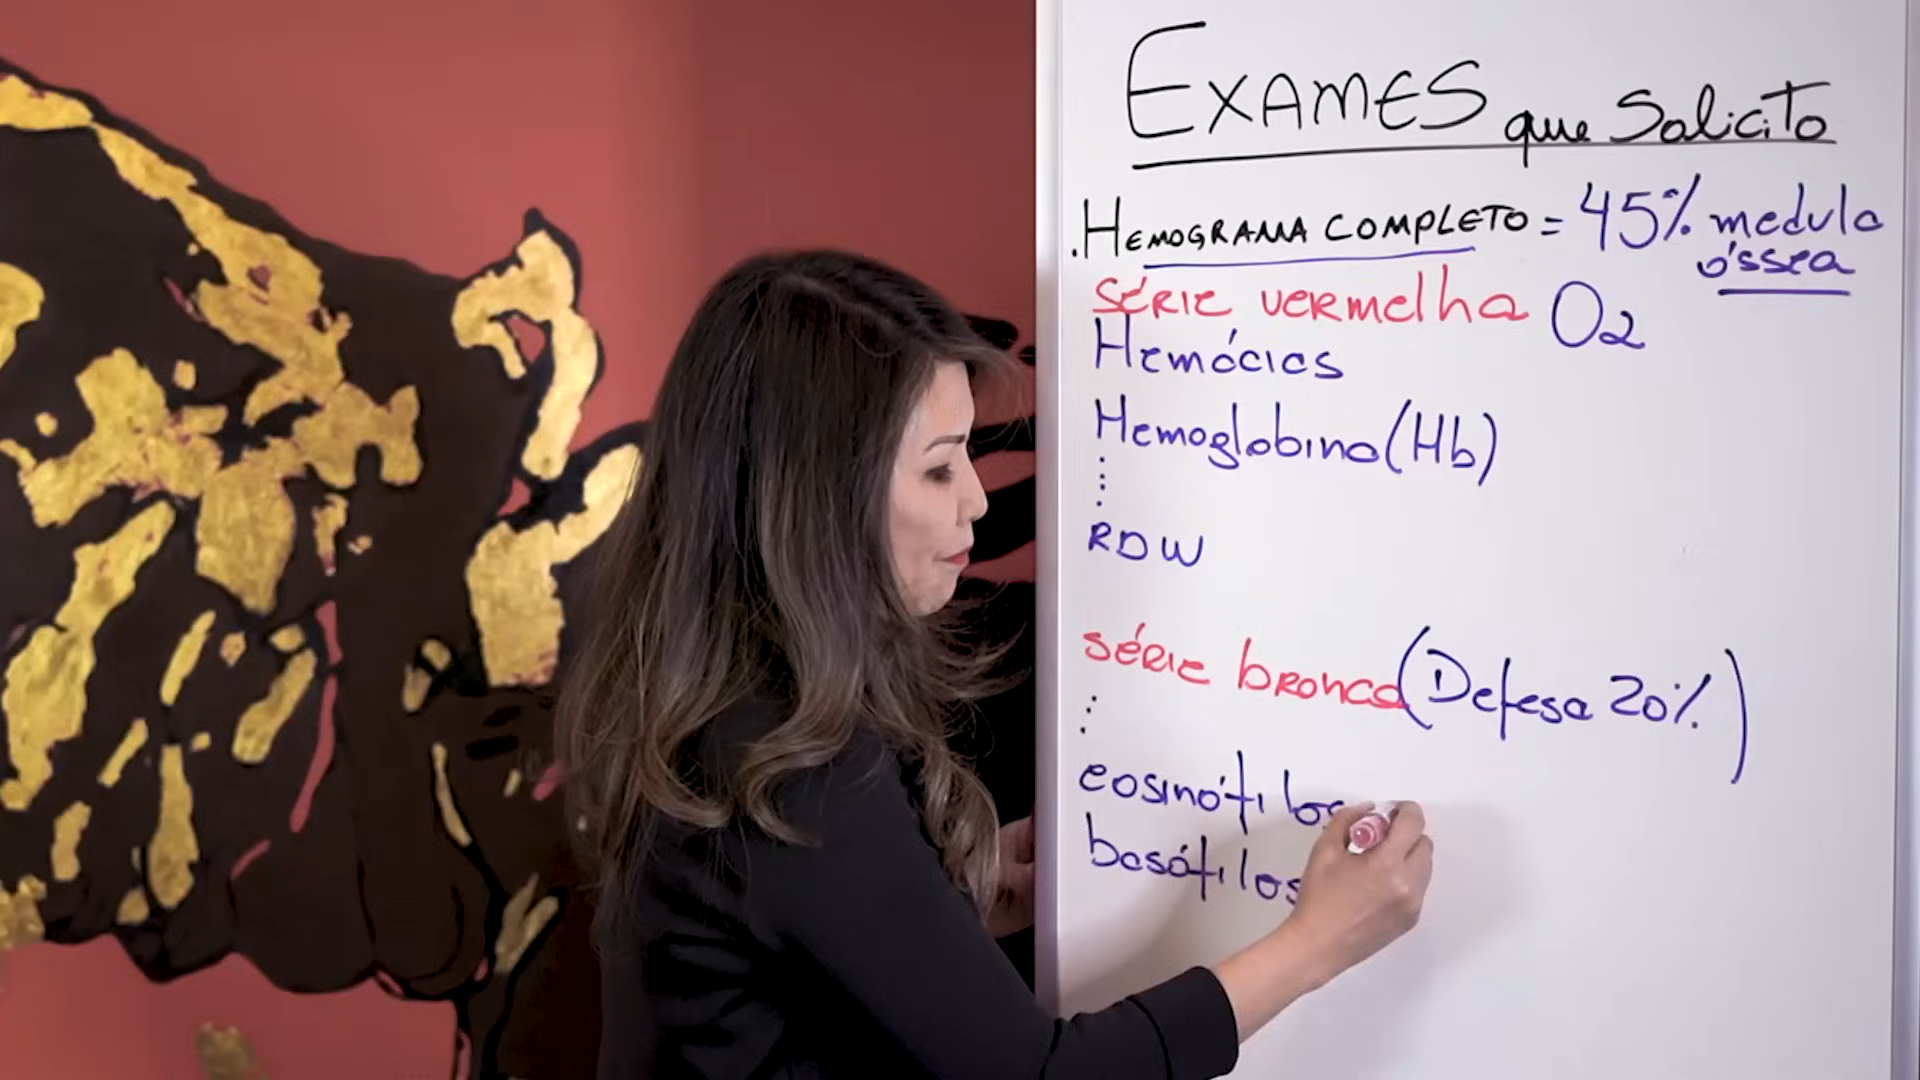 EXAMES que Solicito
.HEMOGRAMA COMPLETO = 45% medula
óssea
SÉRIE VERMELHA O2
Hemácias
Hemoglobina (Hb)
RDW
SÉRIE branca (Defesa 20%)
eosinófilos
basófilos